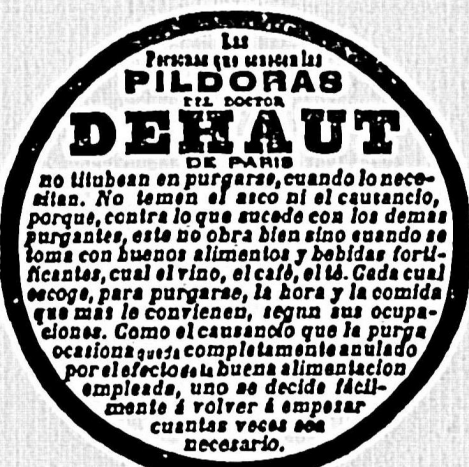 Las
Personas que conocen las
PILDORAS
DEL DOCTOR
DEHAUT
DE PARIS
no titubean en purgarse, cuando lo nece-
sitan. No temen el asco ni el causancio,
porque, contra lo que sucede con los demas
purgantes, este no obra bien sino cuando se
toma con buenos alimentos y bebidas forti-
ficantes, cual el vino, el café, el té. Cada cual
escoge, para purgarse, la hora y la comida
que mas le convienen, segun sus ocupa-
ciones. Como el causancio que la purga
ocasiona queda completamente anulado
por el efecto de la buena alimentacion
empleada, uno se decide fácil-
mente á volver á empezar
cuantas veces sea
necesario.